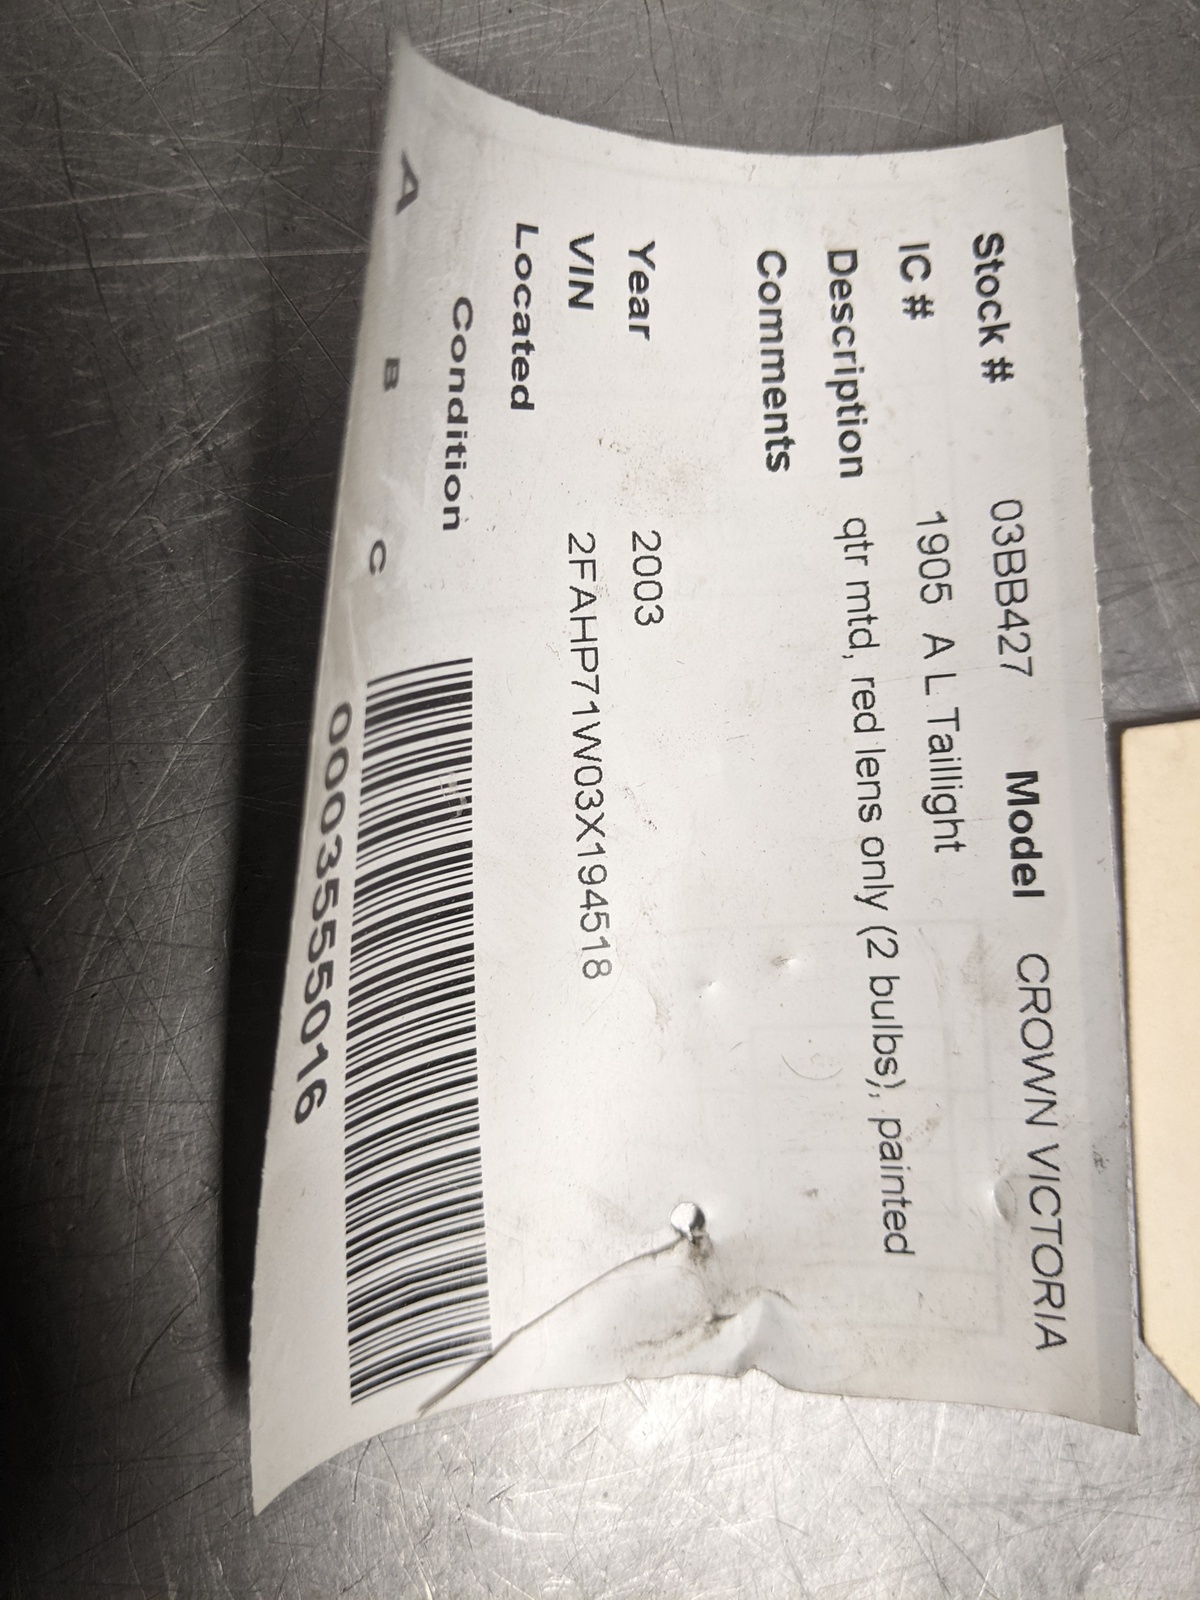 Stock # 03BB427 Model CROWN VICTORIA
IC # 1905 A L Taillight
Description qtr mtd, red lens only (2 bulbs), painted
Comments
Year 2003
VIN 2FAHP71W03X194518
Located
Condition
A B C
0003555016